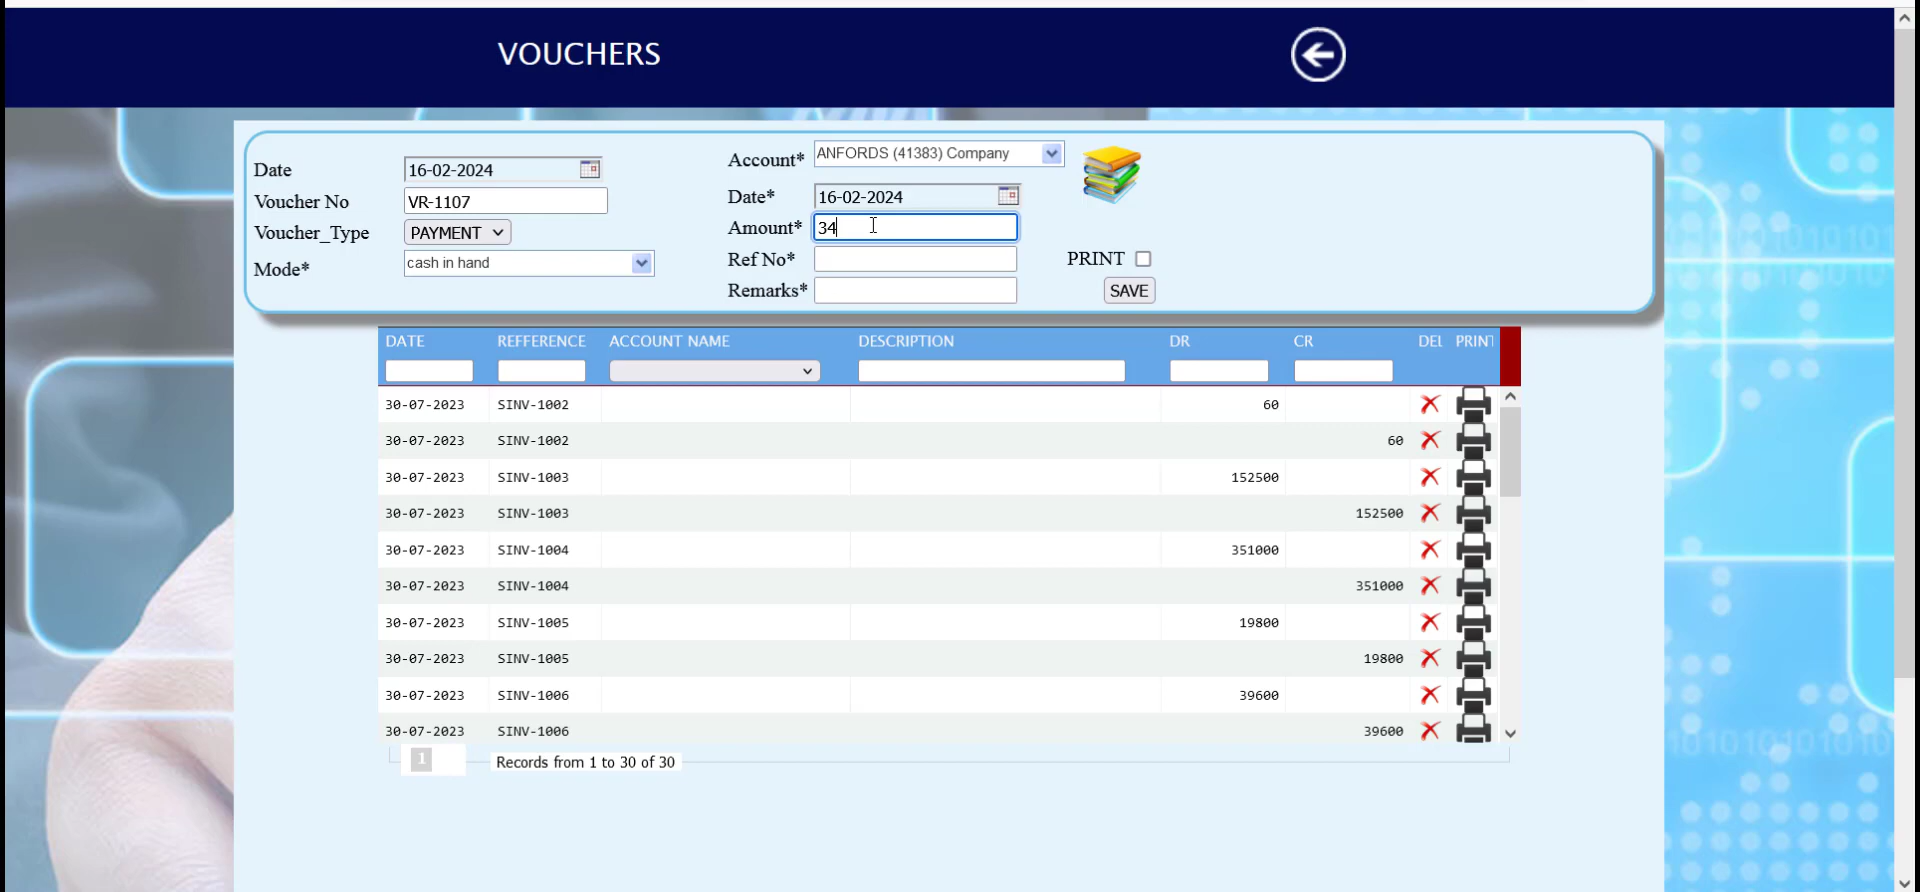 VOUCHERS
Date 16-02-2024
Voucher No VR-1107
Voucher_Type PAYMENT
Mode* cash in hand
Account* ANFORDS (41383) Company
Date* 16-02-2024
Amount* 34
Ref No* PRINT
Remarks* SAVE
DATE REFFERENCE ACCOUNT NAME DESCRIPTION DR CR DEL PRINT
30-07-2023 SINV-1002 60
30-07-2023 SINV-1002 60
30-07-2023 SINV-1003 152500
30-07-2023 SINV-1003 152500
30-07-2023 SINV-1004 351000
30-07-2023 SINV-1004 351000
30-07-2023 SINV-1005 19800
30-07-2023 SINV-1005 19800
30-07-2023 SINV-1006 39600
30-07-2023 SINV-1006 39600
1 Records from 1 to 30 of 30